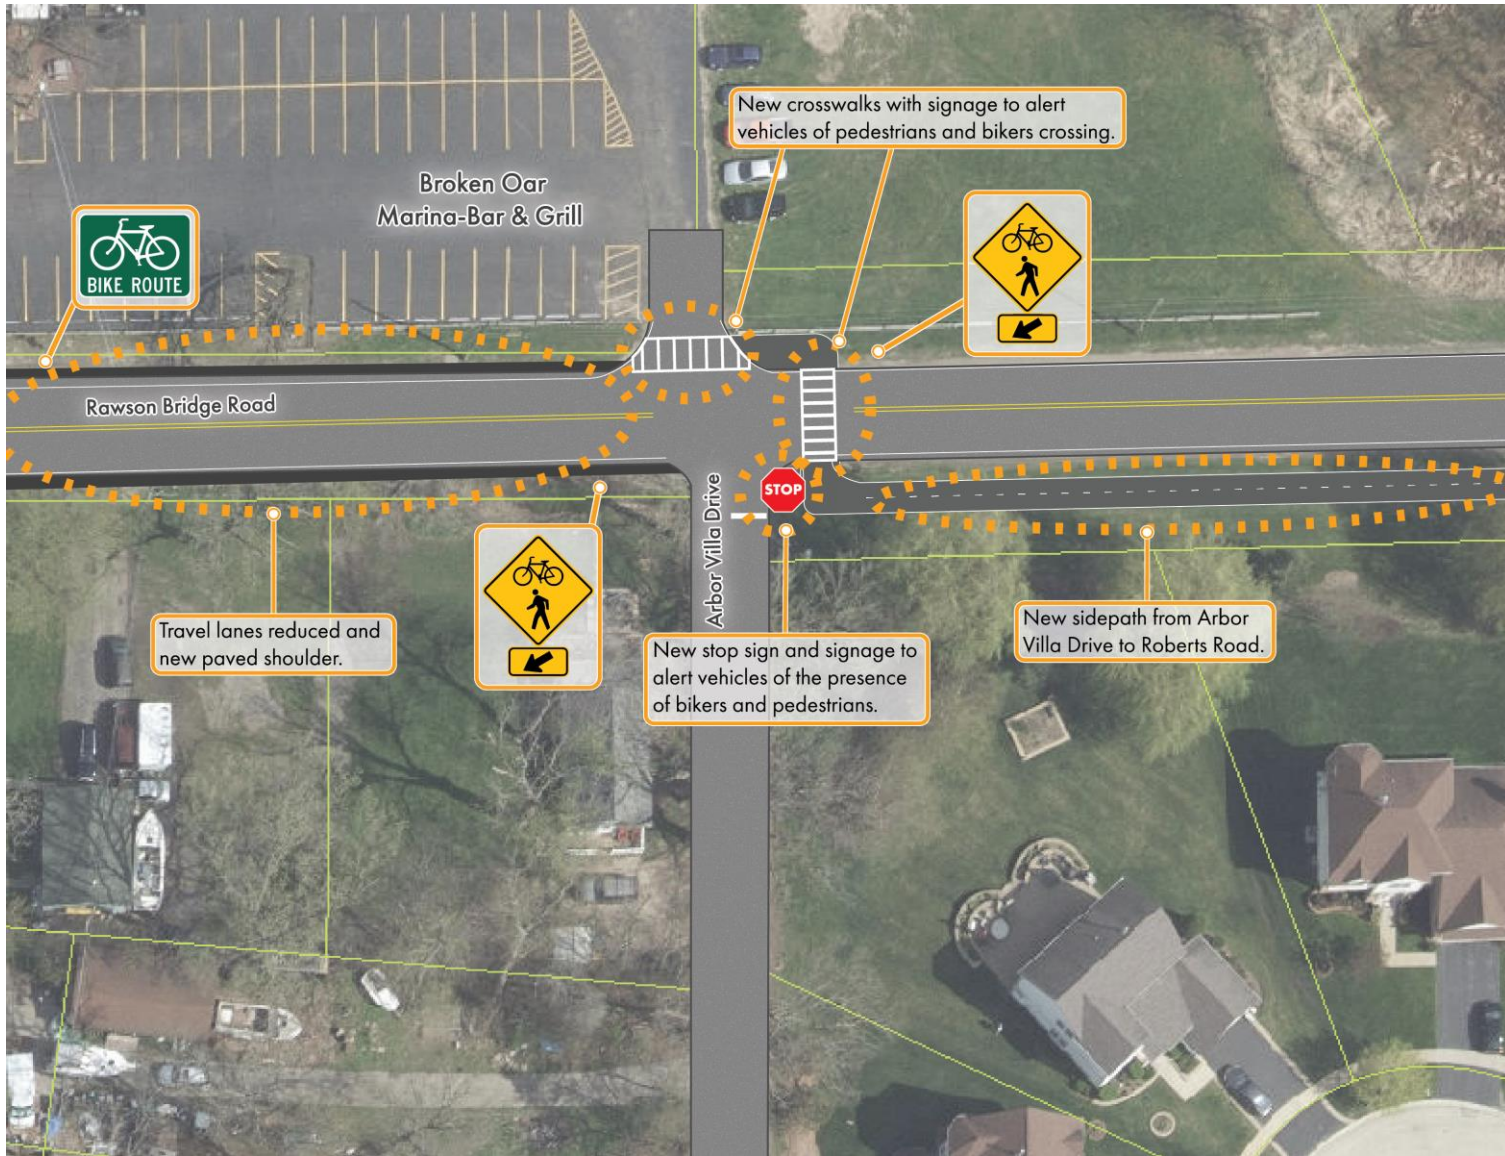 New crosswalks with signage to alert
vehicles of pedestrians and bikers crossing.
Broken Oar
Marina-Bar & Grill
BIKE ROUTE
Rawson Bridge Road
STOP
Arbor Villa Drive
Travel lanes reduced and
new paved shoulder.
New stop sign and signage to
alert vehicles of the presence
of bikers and pedestrians.
New sidepath from Arbor
Villa Drive to Roberts Road.